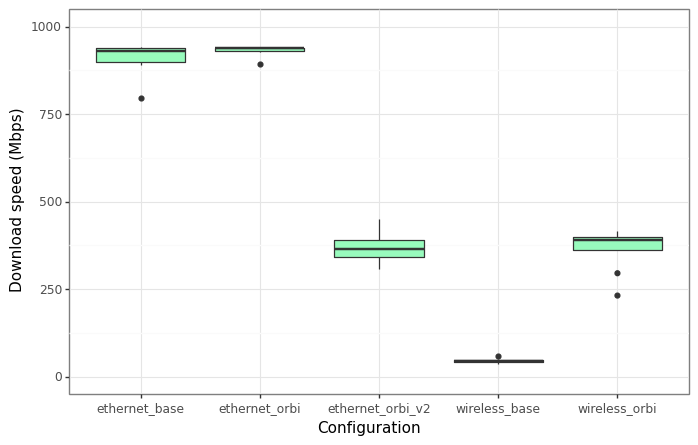 1000
750
500
250
0
Download speed (Mbps)
ethernet_base
ethernet_orbi
ethernet_orbi_v2
wireless_base
wireless_orbi
Configuration